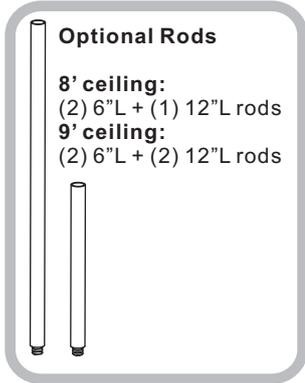 Optional Rods
8’ ceiling:
(2) 6”L + (1) 12”L rods
9’ ceiling:
(2) 6”L + (2) 12”L rods